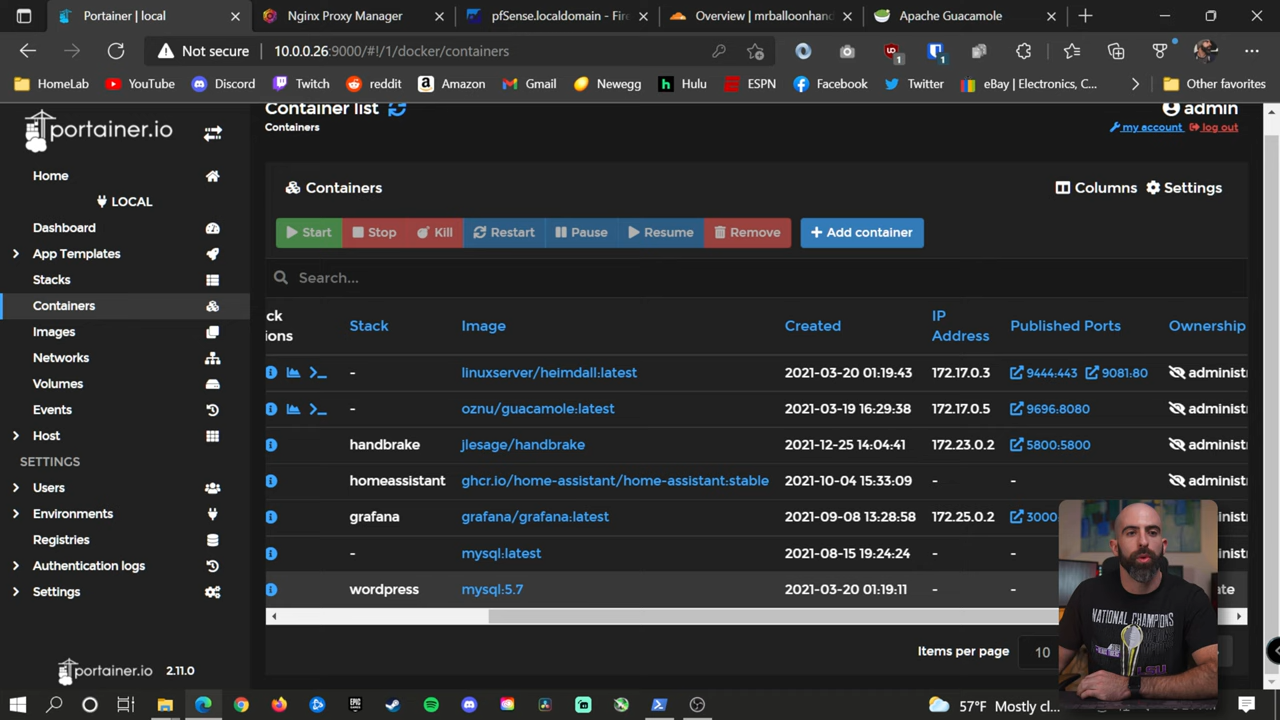 Portainer | local
Nginx Proxy Manager
pfSense.localdomain - Fir
Overview | mrballoonhand
Apache Guacamole
Not secure
10.0.0.26:9000/#!/1/docker/containers
HomeLab
YouTube
Discord
Twitch
reddit
Amazon
Gmail
Newegg
Hulu
ESPN
Facebook
Twitter
eBay | Electronics, C...
Other favorites
portainer.io
Container list
Containers
admin
my account
log out
Home
LOCAL
Dashboard
App Templates
Stacks
Containers
Images
Networks
Volumes
Events
Host
SETTINGS
Users
Environments
Registries
Authentication logs
Settings
portainer.io 2.11.0
Containers
Columns
Settings
Start Stop Kill Restart Pause Resume Remove Add container
Search...
ck
ions
Stack Image Created IP Address Published Ports Ownership
- linuxserver/heimdall:latest 2021-03-20 01:19:43 172.17.0.3 9444:443 9081:80 administr
- oznu/guacamole:latest 2021-03-19 16:29:38 172.17.0.5 9696:8080 administr
handbrake jlesage/handbrake 2021-12-25 14:04:41 172.23.0.2 5800:5800 administr
homeassistant ghcr.io/home-assistant/home-assistant:stable 2021-10-04 15:33:09 - - administr
grafana grafana/grafana:latest 2021-09-08 13:28:58 172.25.0.2 3000
- mysql:latest 2021-08-15 19:24:24 - -
wordpress mysql:5.7 2021-03-20 01:19:11 - -
Items per page 10
NATIONAL CHAMPIONS
57°F Mostly cl...